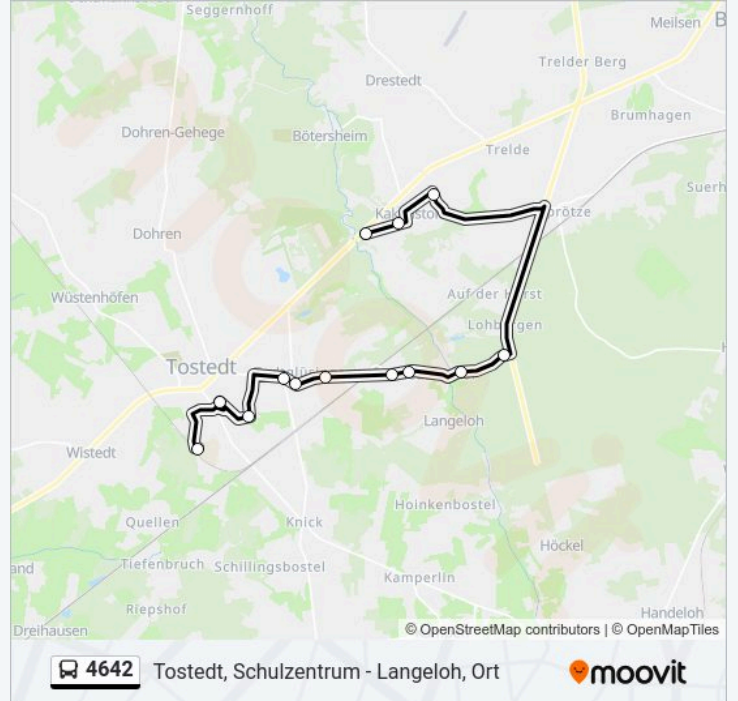 Seggernhoff
Meilsen
B
Trelder Berg
Drestedt
Brumhagen
Dohren-Gehege
Bötersheim
Trelde
Suerh
Dohren
Auf der Horst
Wüstenhöfen
Lohbergen
Tostedt
Langeloh
Wistedt
Hoinkenbostel
Quellen
Knick
Höckel
and
Tiefenbruch
Schillingsbostel
Kamperlin
Riepshof
Handeloh
Dreihausen
© OpenStreetMap contributors | © OpenMapTiles
4642 Tostedt, Schulzentrum - Langeloh, Ort moovit